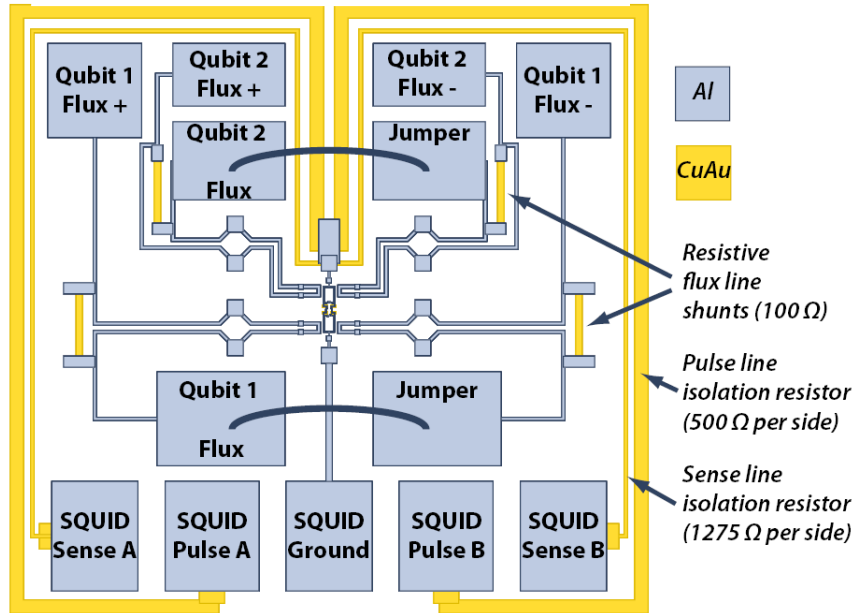 Qubit 1
Flux +
Qubit 2
Flux +
Qubit 2
Flux -
Qubit 1
Flux -
Al
Qubit 2
Flux
Jumper
CuAu
Resistive
flux line
shunts (100 Ω)
Pulse line
isolation resistor
(500 Ω per side)
Qubit 1
Flux
Jumper
Sense line
isolation resistor
(1275 Ω per side)
SQUID
Sense A
SQUID
Pulse A
SQUID
Ground
SQUID
Pulse B
SQUID
Sense B